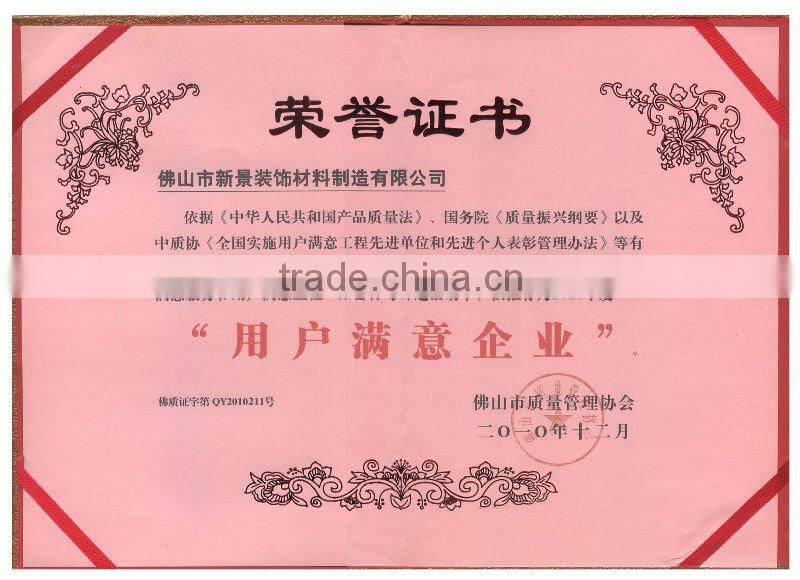 荣誉证书
佛山市新景装饰材料制造有限公司
依据《中华人民共和国产品质量法》、国务院《质量振兴纲要》以及
中质协《全国实施用户满意工程先进单位和先进个人表彰管理办法》等有
trade.china.cn
“用户满意企业”。
佛质证字第 QY2010211号
佛山市质量管理协会
二〇一〇年十二月